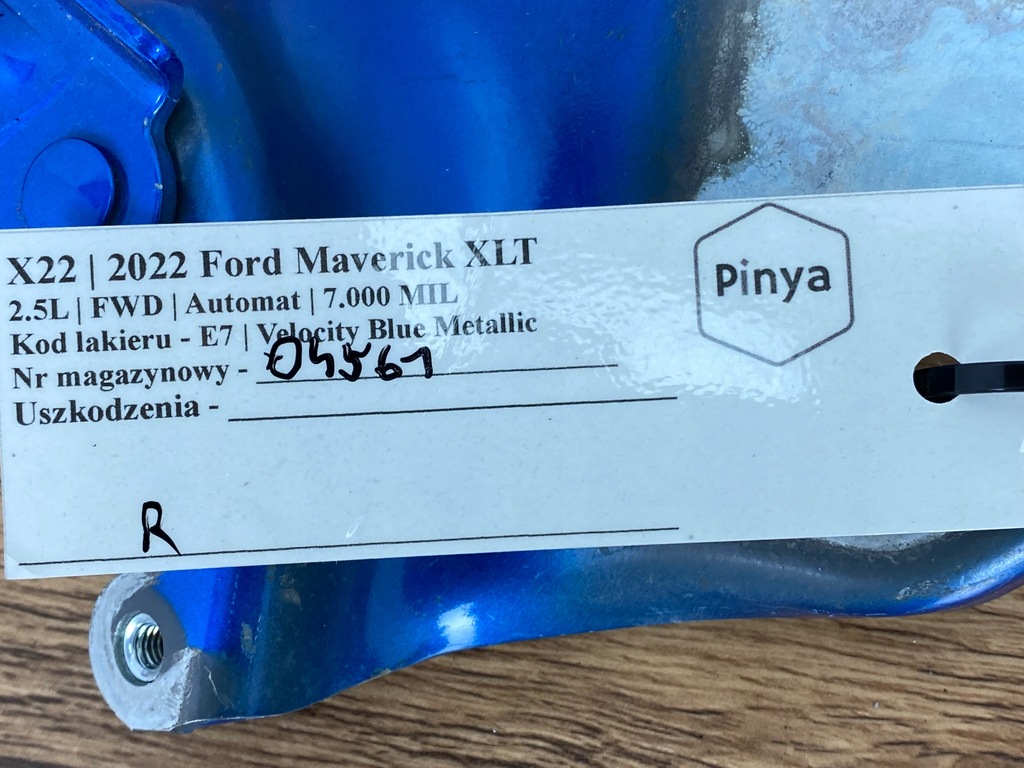 X22 | 2022 Ford Maverick XLT
2.5L | FWD | Automat | 7.000 MIL
Kod lakieru - E7 | Velocity Blue Metallic
Nr magazynowy - 04561
Uszkodzenia -
R
Pinya